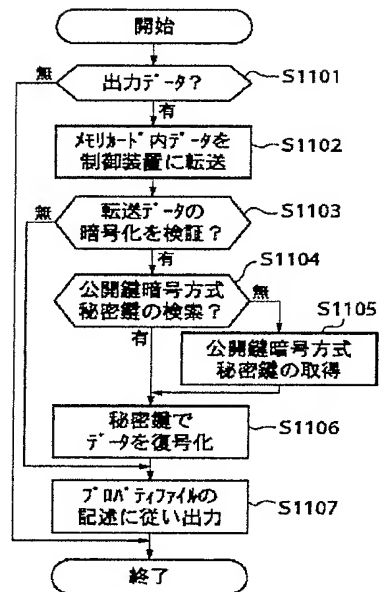 開始
無
出力データ?
S1101
有
メモリカード内データを
制御装置に転送
S1102
無
転送データの
暗号化を検証?
S1103
有
S1104
公開鍵暗号方式
秘密鍵の検索?
無
S1105
有
公開鍵暗号方式
秘密鍵の取得
秘密鍵で
データを復号化
S1106
プロパティファイルの
記述に従い出力
S1107
終了